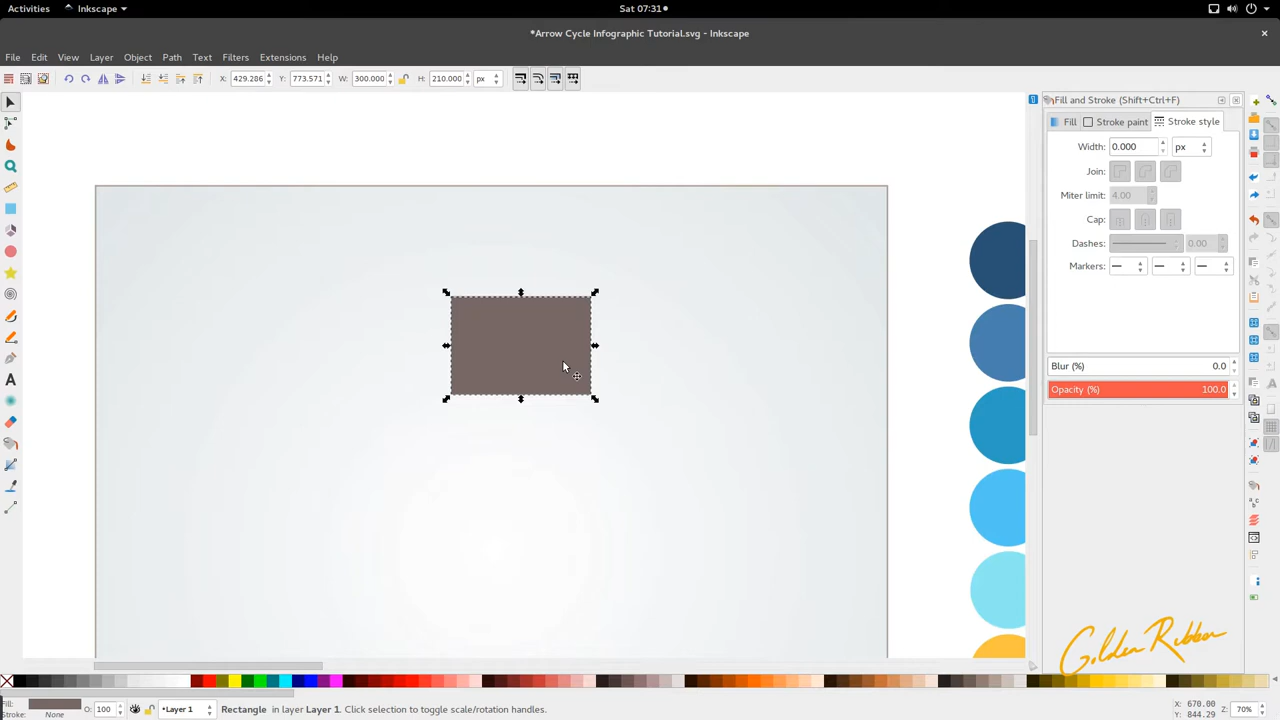 Activities
Inkscape
Sat 07:31
*Arrow Cycle Infographic Tutorial.svg - Inkscape
File Edit View Layer Object Path Text Filters Extensions Help
X: 429.286 Y: 773.571 W: 300.000 H: 210.000 px
Fill and Stroke (Shift+Ctrl+F)
Fill Stroke paint Stroke style
Width: 0.000 px
Join:
Miter limit: 4.00
Cap:
Dashes: 0.00
Markers:
Blur (%) 0.0
Opacity (%) 100.0
Golden Ribbon
Fill:
Stroke: None
O: 100
•Layer 1
Rectangle in layer Layer 1. Click selection to toggle scale/rotation handles.
X: 670.00
Y: 844.29
Z: 70%